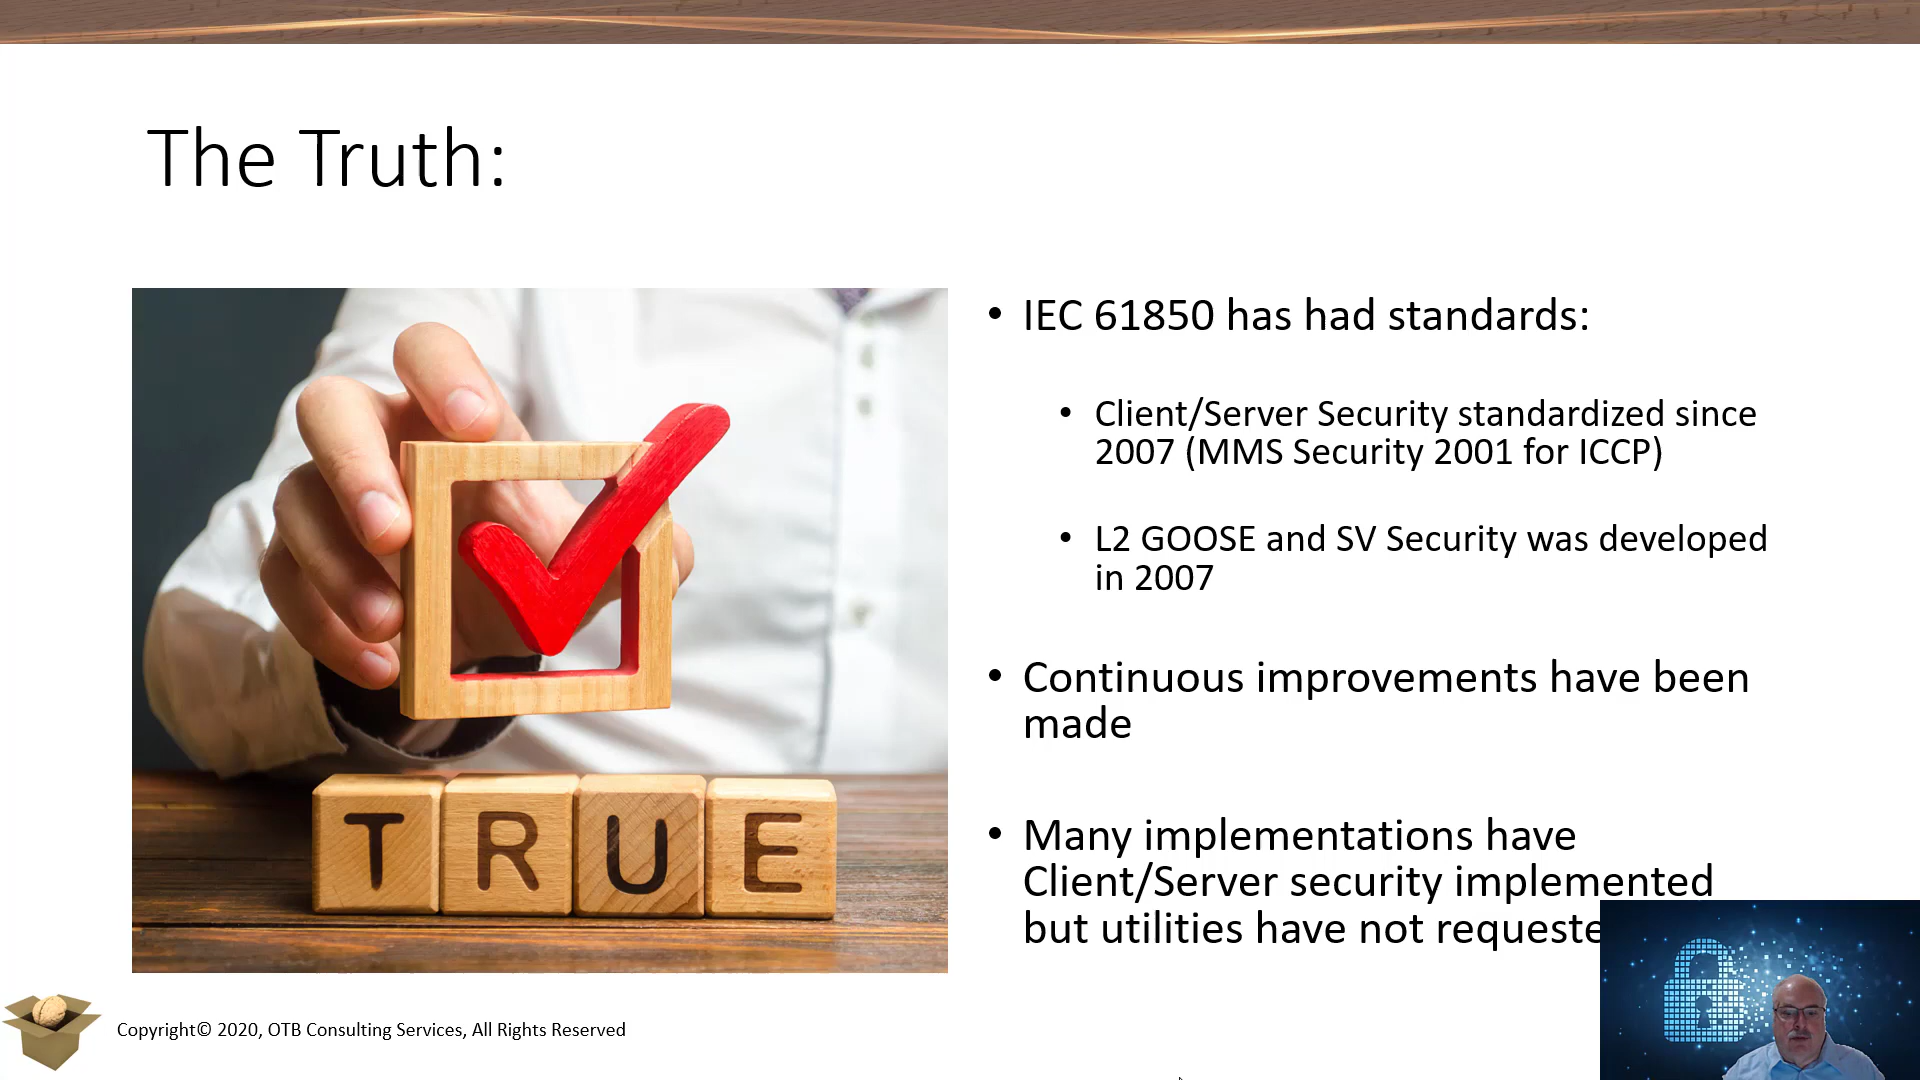 The Truth:
• IEC 61850 has had standards:
• Client/Server Security standardized since
2007 (MMS Security 2001 for ICCP)
• L2 GOOSE and SV Security was developed
in 2007
• Continuous improvements have been
made
• Many implementations have
Client/Server security implemented
but utilities have not
TRUE
Copyright© 2020, OTB Consulting Services, All Rights Reserved